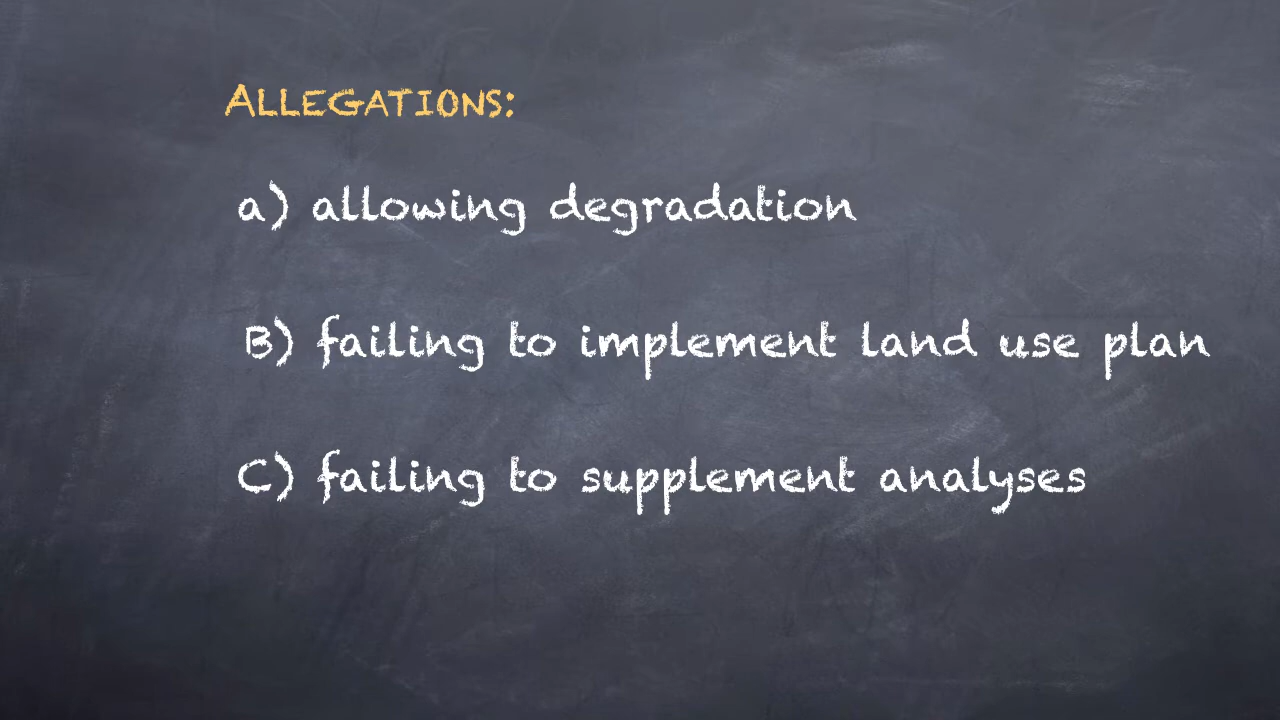 ALLEGATIONS:
a) allowing degradation
B) failing to implement land use plan
C) failing to supplement analyses